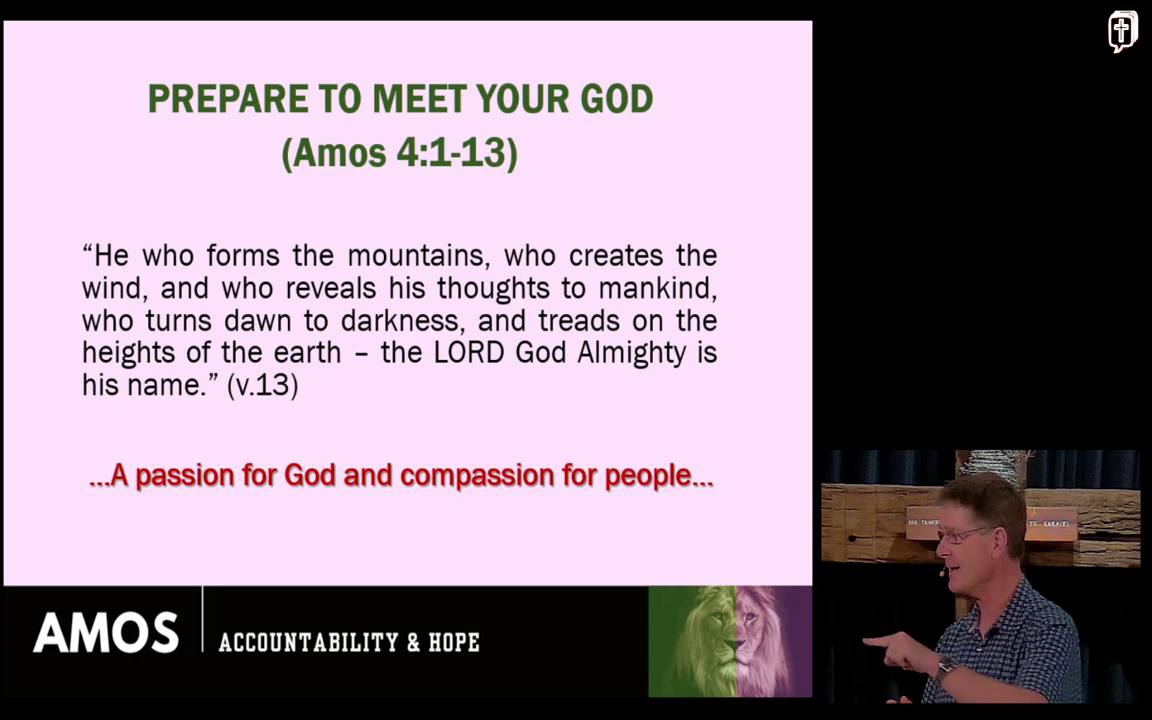 PREPARE TO MEET YOUR GOD
(Amos 4:1-13)
“He who forms the mountains, who creates the
wind, and who reveals his thoughts to mankind,
who turns dawn to darkness, and treads on the
heights of the earth – the LORD God Almighty is
his name.” (v.13)
...A passion for God and compassion for people...
AMOS
ACCOUNTABILITY & HOPE
TE KARAITI